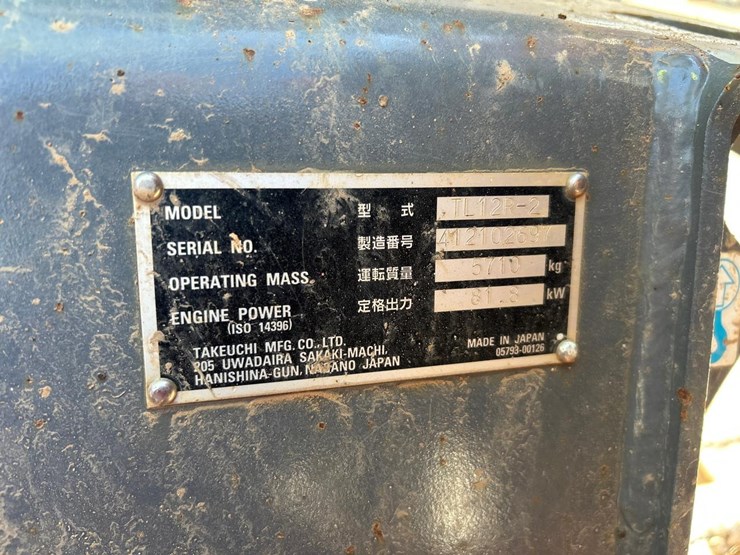 MODEL 型式 TL12R-2
SERIAL NO. 製造番号
OPERATING MASS 運転質量 5710 kg
ENGINE POWER 定格出力 81.8 kW
(ISO 14396)
TAKEUCHI MFG. CO., LTD.
205 UWADAIRA SAKAKI-MACHI,
HANISHINA-GUN, NAGANO JAPAN
MADE IN JAPAN
05793-00126